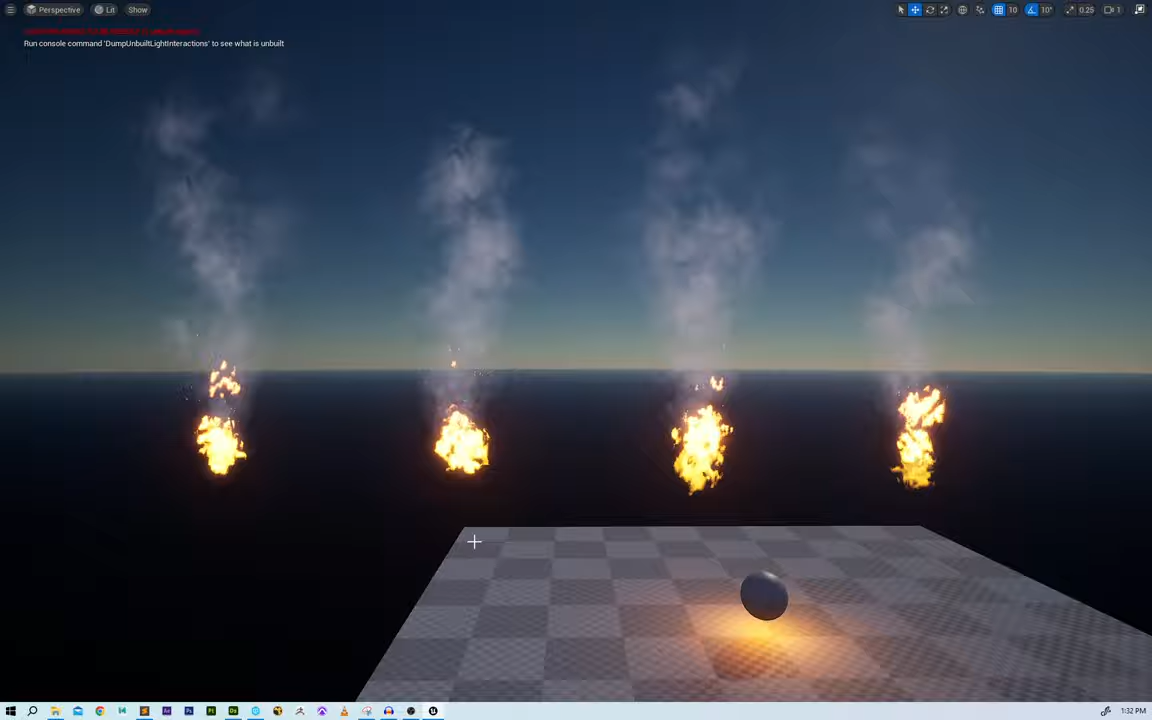 Perspective Lit Show 10 10° 0.25 1
Run console command 'DumpUnbuiltLightInteractions' to see what is unbuilt
1:32 PM